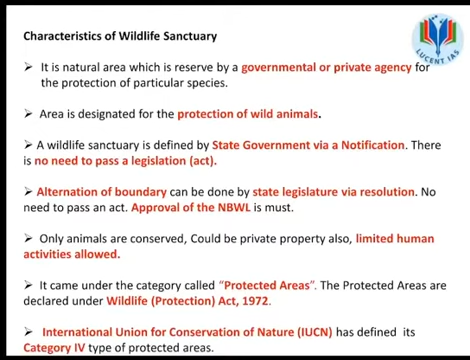 Characteristics of Wildlife Sanctuary
LUCENT IAS
➢ It is natural area which is reserve by a governmental or private agency for
the protection of particular species.
➢ Area is designated for the protection of wild animals.
➢ A wildlife sanctuary is defined by State Government via a Notification. There
is no need to pass a legislation (act).
➢ Alternation of boundary can be done by state legislature via resolution. No
need to pass an act. Approval of the NBWL is must.
➢ Only animals are conserved, Could be private property also, limited human
activities allowed.
➢ It came under the category called “Protected Areas”. The Protected Areas are
declared under Wildlife (Protection) Act, 1972.
➢ International Union for Conservation of Nature (IUCN) has defined its
Category IV type of protected areas.